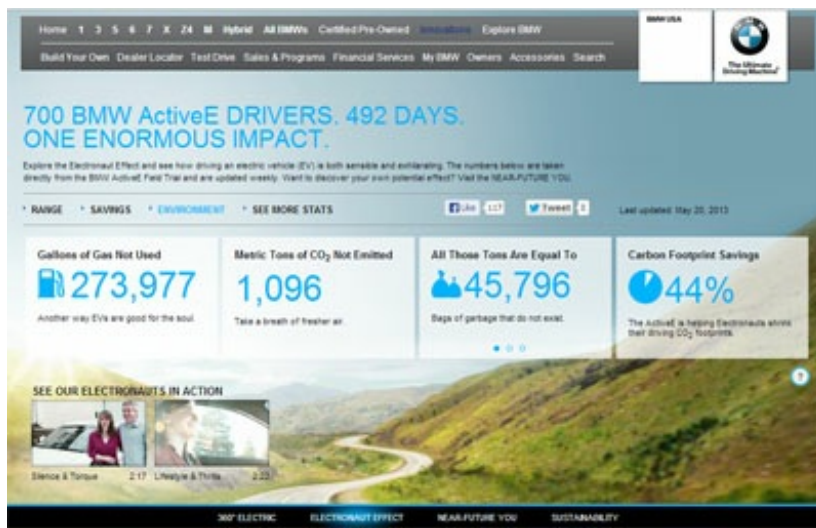 Home 1 3 5 6 7 X Z4 M Hybrid All BMWs Certified Pre-Owned Innovations Explore BMW
BMW USA
Build Your Own Dealer Locator Test Drive Sales & Programs Financial Services My BMW Owners Accessories Search
The Ultimate
Driving Machine®
700 BMW ActiveE DRIVERS. 492 DAYS.
ONE ENORMOUS IMPACT.
Explore the Electronaut Effect and see how driving an electric vehicle (EV) is both sensible and exhilarating. The numbers below are taken
directly from the BMW ActiveE Field Trial and are updated weekly. Want to discover your own potential effect? Visit the NEAR-FUTURE YOU.
RANGE SAVINGS ENVIRONMENT SEE MORE STATS
Like 117 Tweet 0 Last updated: May 20, 2013
Gallons of Gas Not Used
273,977
Another way EVs are good for the soul.
Metric Tons of CO2 Not Emitted
1,096
Take a breath of fresher air.
All Those Tons Are Equal To
45,796
Bags of garbage that do not exist.
Carbon Footprint Savings
44%
The ActiveE is helping Electronauts shrink
their driving CO2 footprints.
?
SEE OUR ELECTRONAUTS IN ACTION
Silence & Torque 2:17 Lifestyle & Thrills 2:23
360° ELECTRIC ELECTRONAUT EFFECT NEAR-FUTURE YOU SUSTAINABILITY